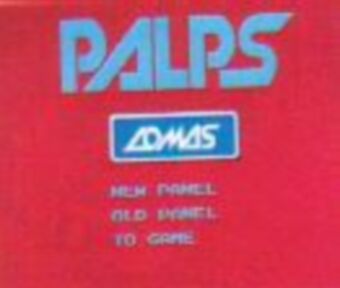 PALPS
ADMAS
NEW PANEL
OLD PANEL
TO GAME